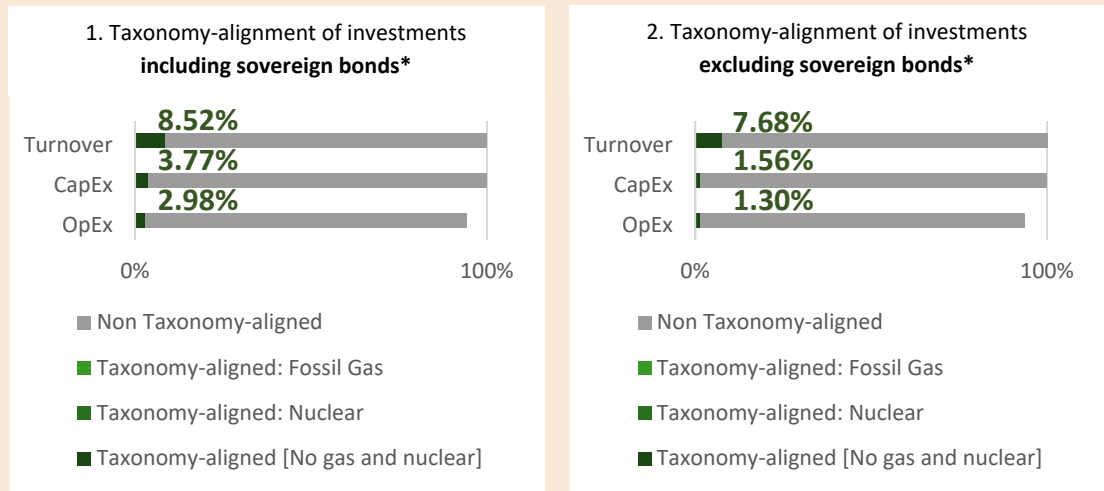 1. Taxonomy-alignment of investments
including sovereign bonds*
8.52%
Turnover
3.77%
CapEx
2.98%
OpEx
0%
100%
Non Taxonomy-aligned
Taxonomy-aligned: Fossil Gas
Taxonomy-aligned: Nuclear
Taxonomy-aligned [No gas and nuclear]
2. Taxonomy-alignment of investments
excluding sovereign bonds*
7.68%
Turnover
1.56%
CapEx
1.30%
OpEx
0%
100%
Non Taxonomy-aligned
Taxonomy-aligned: Fossil Gas
Taxonomy-aligned: Nuclear
Taxonomy-aligned [No gas and nuclear]